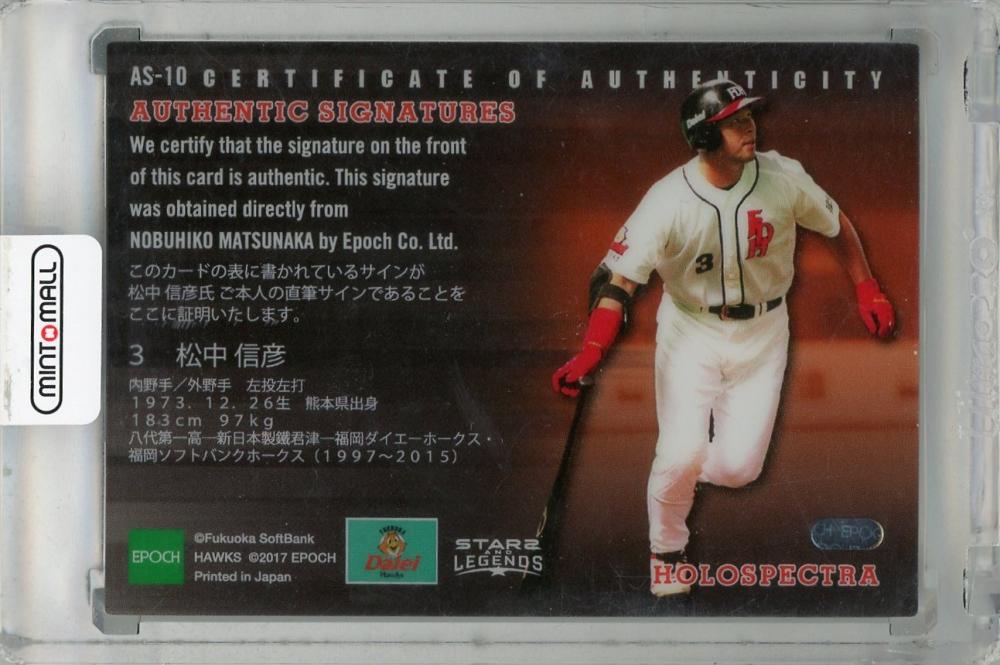 AS-10 CERTIFICATE OF AUTHENTICITY
AUTHENTIC SIGNATURES
We certify that the signature on the front
of this card is authentic. This signature
was obtained directly from
NOBUHIKO MATSUNAKA by Epoch Co. Ltd.
このカードの表に書かれているサインが
松中 信彦氏 ご本人の直筆サインであることを
ここに証明いたします。
3 松中 信彦
内野手／外野手 左投左打
１９７３．１２．２６生 熊本県出身
１８３cm ９７kg
八代第一高―新日本製鐵君津―福岡ダイエーホークス・
福岡ソフトバンクホークス（１９９７～２０１５）
EPOCH
©Fukuoka SoftBank
HAWKS ©2017 EPOCH
Printed in Japan
FUKUOKA
Daiei
Hawks
STARS
AND
LEGENDS
HOLOSPECTRA
EPOCH
MINT MALL
Daiei
FDH
3